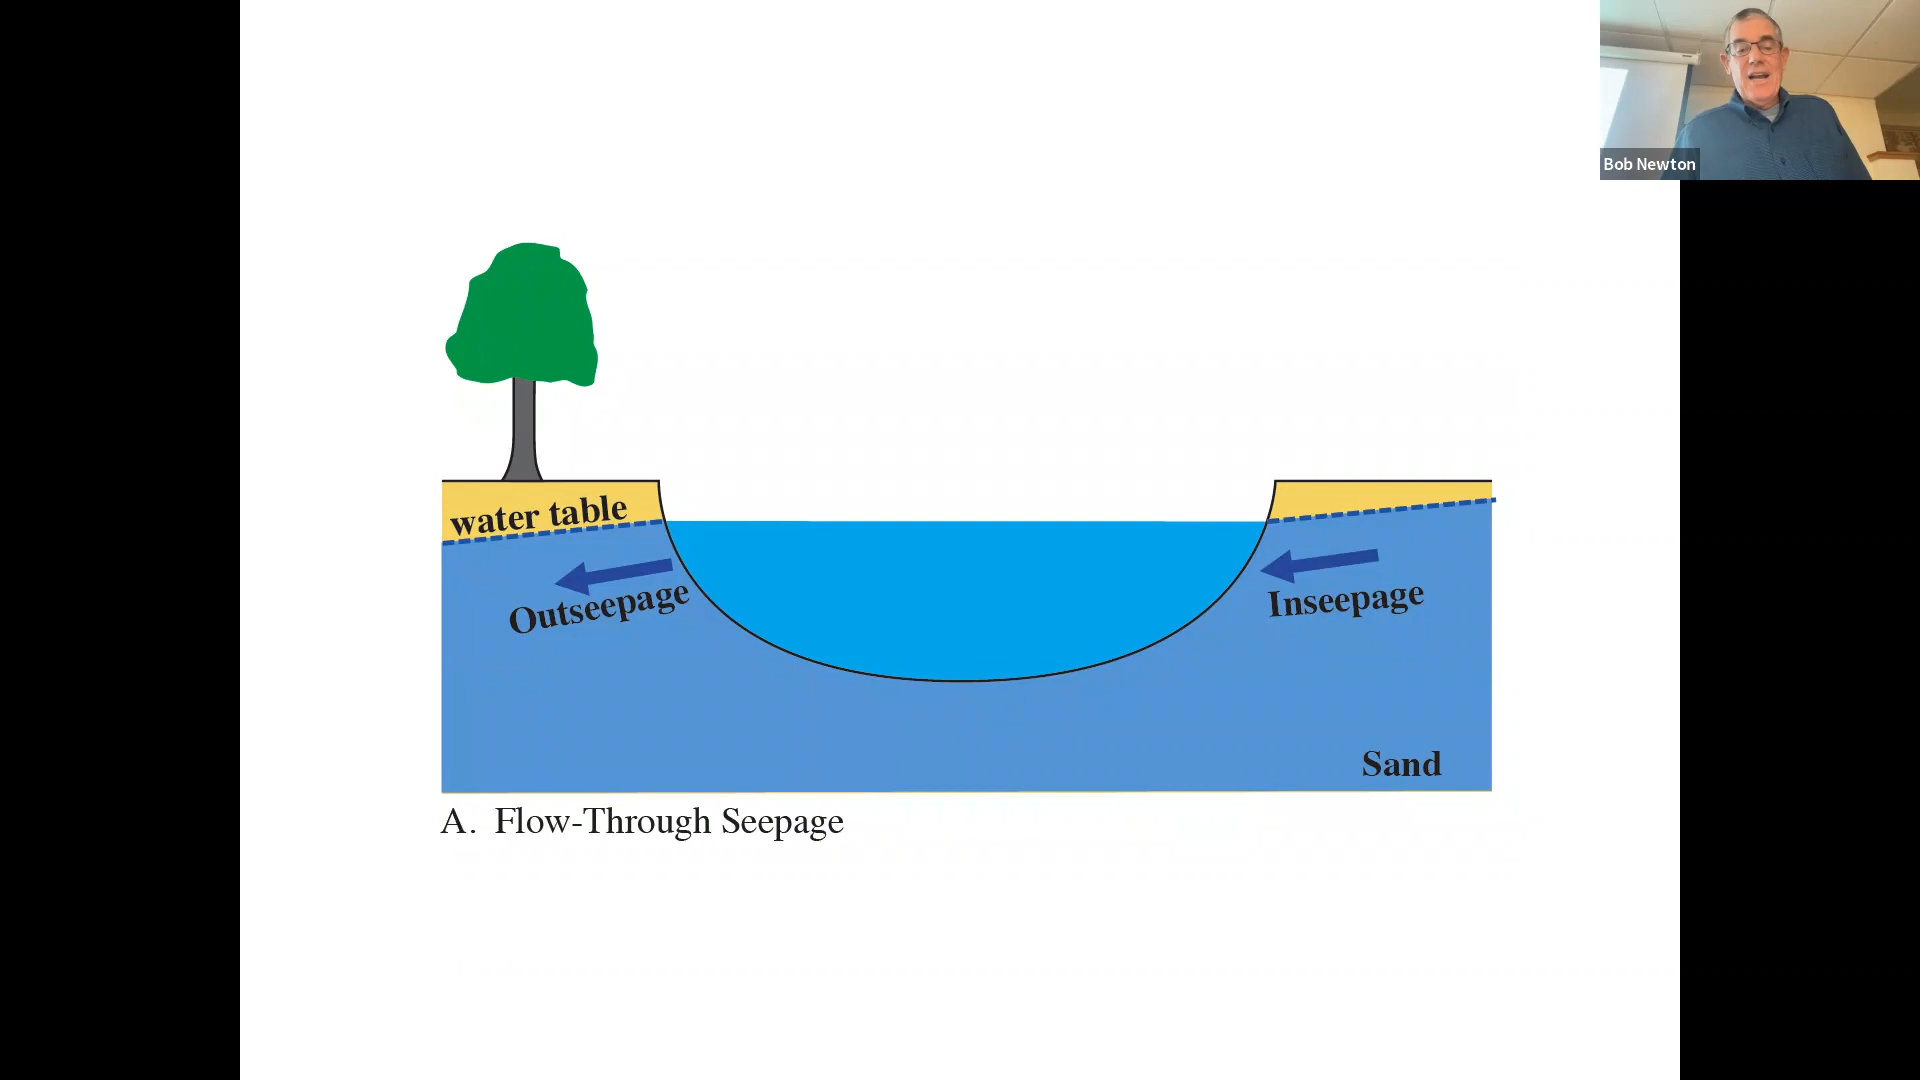 Bob Newton
water table
Outseepage
Inseepage
Sand
A. Flow-Through Seepage